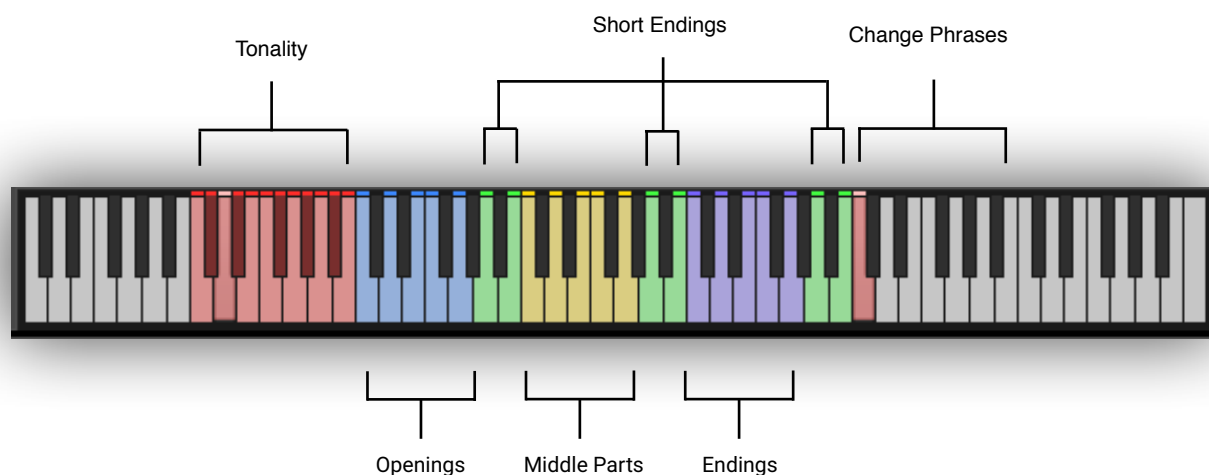 Short Endings
Change Phrases
Tonality
Openings
Middle Parts
Endings